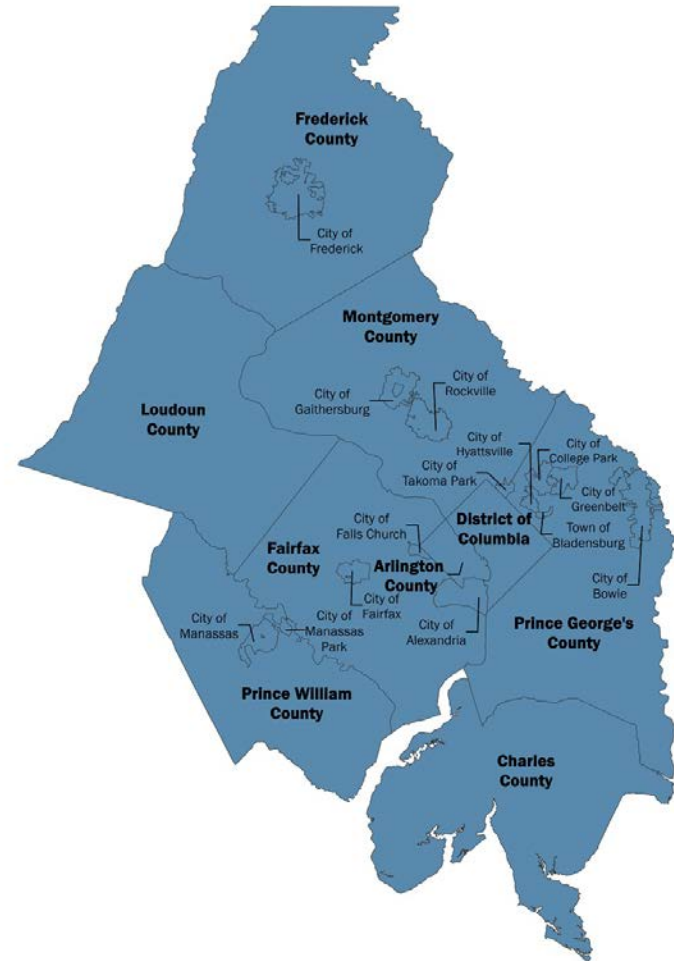 Frederick
County
City of
Frederick
Montgomery
County
City of
Rockville
City of
Gaithersburg
Loudoun
County
City of
Hyattsville
City of
College Park
City of
Takoma Park
City of
Greenbelt
City of
Falls Church
District of
Columbia
Town of
Bladensburg
Fairfax
County
Arlington
County
City of
Bowie
City of
Fairfax
City of
Manassas
City of
Manassas
Park
City of
Alexandria
Prince George's
County
Prince William
County
Charles
County